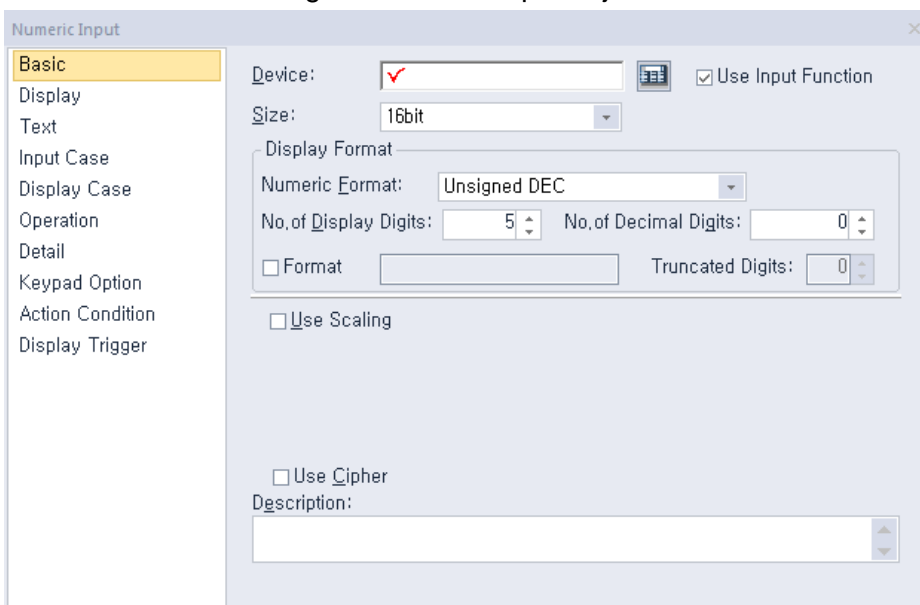 Numeric Input
Basic
Display
Text
Input Case
Display Case
Operation
Detail
Keypad Option
Action Condition
Display Trigger
Device:
Use Input Function
Size: 16bit
Display Format
Numeric Format: Unsigned DEC
No.of Display Digits: 5 No.of Decimal Digits: 0
Format Truncated Digits: 0
Use Scaling
Use Cipher
Description: